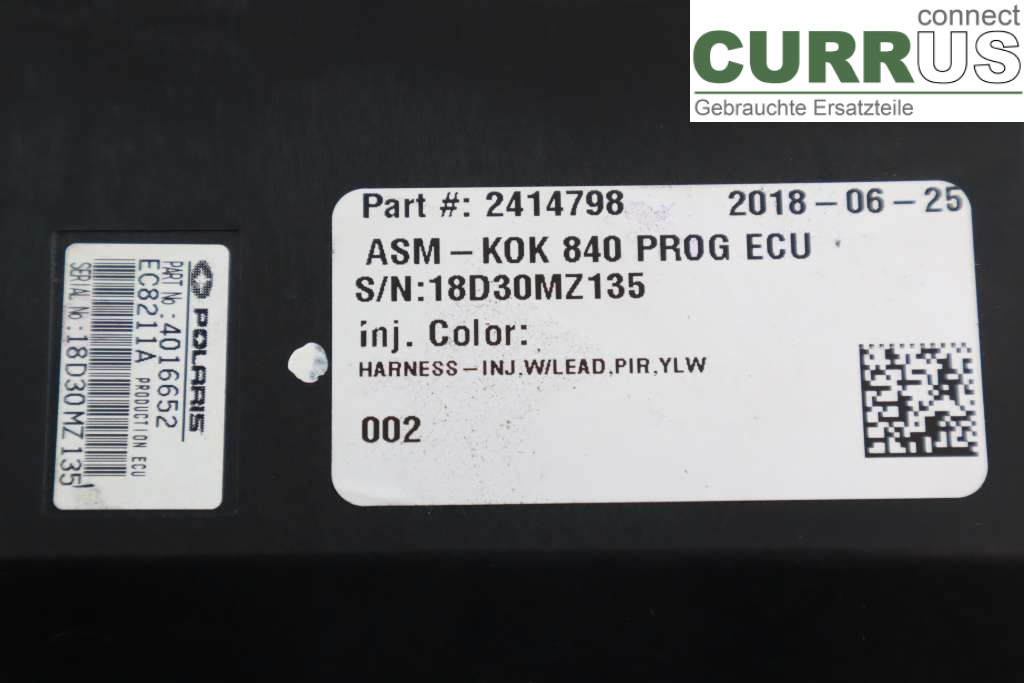 connect
CURRUS
Gebrauchte Ersatzteile
POLARIS
PART No.:4016652
EC8211A PRODUCTION ECU
SERIAL No:18D30MZ135
Part #: 2414798 2018-06-25
ASM-KOK 840 PROG ECU
S/N:18D30MZ135
inj. Color:
HARNESS-INJ,W/LEAD,PIR,YLW
002